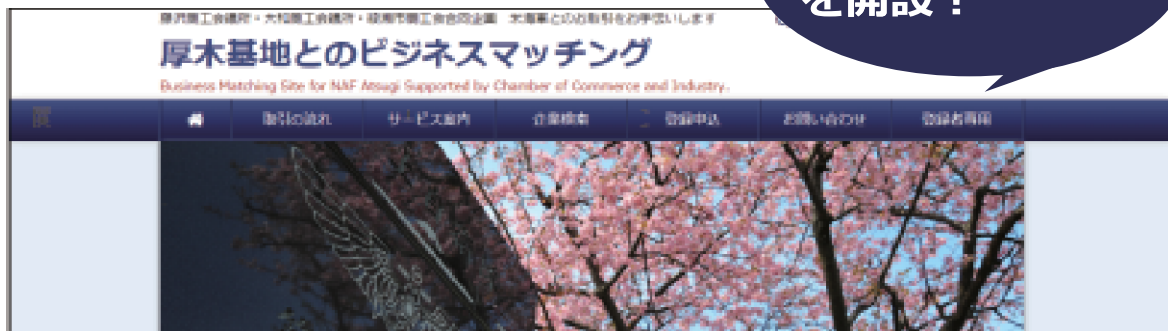 を開設！
藤沢商工会議所・大和商工会議所・綾瀬市商工会合同企画　米海軍とのお取引をお手伝いします
厚木基地とのビジネスマッチング
Business Matching Site for NAF Atsugi Supported by Chamber of Commerce and Industry.
取引の流れ　サービス案内　企業検索　登録申込　お問い合わせ　登録者専用